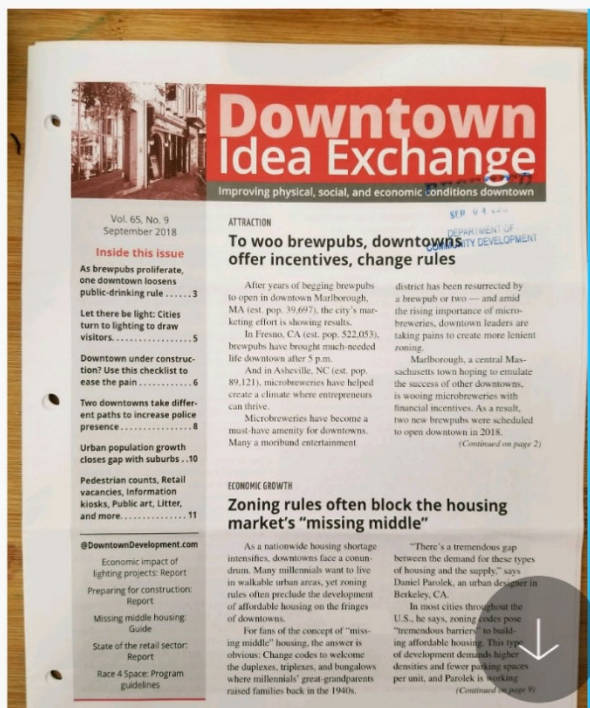 Downtown
Idea Exchange
Improving physical, social, and economic conditions downtown
Vol. 65, No. 9
September 2018
Inside this issue
As brewpubs proliferate,
one downtown loosens
public-drinking rule ...... 3
Let there be light: Cities
turn to lighting to draw
visitors. .................... 5
Downtown under construc-
tion? Use this checklist to
ease the pain ............ 6
Two downtowns take differ-
ent paths to increase police
presence ................... 8
Urban population growth
closes gap with suburbs ..10
Pedestrian counts, Retail
vacancies, Information
kiosks, Public art, Litter,
and more. ................ 11
@DowntownDevelopment.com
Economic impact of
lighting projects: Report
Preparing for construction:
Report
Missing middle housing:
Guide
State of the retail sector:
Report
Race 4 Space: Program
guidelines
SEP 04
DEPARTMENT OF
COMMUNITY DEVELOPMENT
ATTRACTION
To woo brewpubs, downtowns
offer incentives, change rules
After years of begging brewpubs
to open in downtown Marlborough,
MA (est. pop. 39,697), the city's mar-
keting effort is showing results.
In Fresno, CA (est. pop. 522,053),
brewpubs have brought much-needed
life downtown after 5 p.m.
And in Asheville, NC (est. pop.
89,121), microbreweries have helped
create a climate where entrepreneurs
can thrive.
Microbreweries have become a
must-have amenity for downtowns.
Many a moribund entertainment
district has been resurrected by
a brewpub or two — and amid
the rising importance of micro-
breweries, downtown leaders are
taking pains to create more lenient
zoning.
Marlborough, a central Mas-
sachusetts town hoping to emulate
the success of other downtowns,
is wooing microbreweries with
financial incentives. As a result,
two new brewpubs were scheduled
to open downtown in 2018.
(Continued on page 2)
ECONOMIC GROWTH
Zoning rules often block the housing
market's "missing middle"
As a nationwide housing shortage
intensifies, downtowns face a conun-
drum. Many millennials want to live
in walkable urban areas, yet zoning
rules often preclude the development
of affordable housing on the fringes
of downtowns.
For fans of the concept of "miss-
ing middle" housing, the answer is
obvious: Change codes to welcome
the duplexes, triplexes, and bungalows
where millennials' great-grandparents
raised families back in the 1940s.
"There's a tremendous gap
between the demand for these types
of housing and the supply," says
Daniel Parolek, an urban designer in
Berkeley, CA.
In most cities throughout the
U.S., he says, zoning codes pose
"tremendous barriers" to build-
ing affordable housing. This type
of development demands higher
densities and fewer parking spaces
per unit, and Parolek is working
(Continued on page 9)